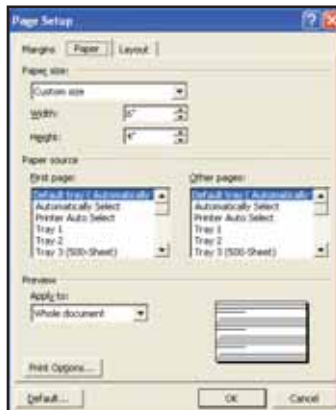 Page Setup
Margins Paper Layout
Paper size:
Custom size
Width: 6"
Height: 4"
Paper source
First page: Other pages:
Default tray (Automatically Default tray (Automatically
Automatically Select Automatically Select
Printer Auto Select Printer Auto Select
Tray 1 Tray 1
Tray 2 Tray 2
Tray 3 (500-Sheet) Tray 3 (500-Sheet)
Preview
Apply to:
Whole document
Print Options...
Default... OK Cancel